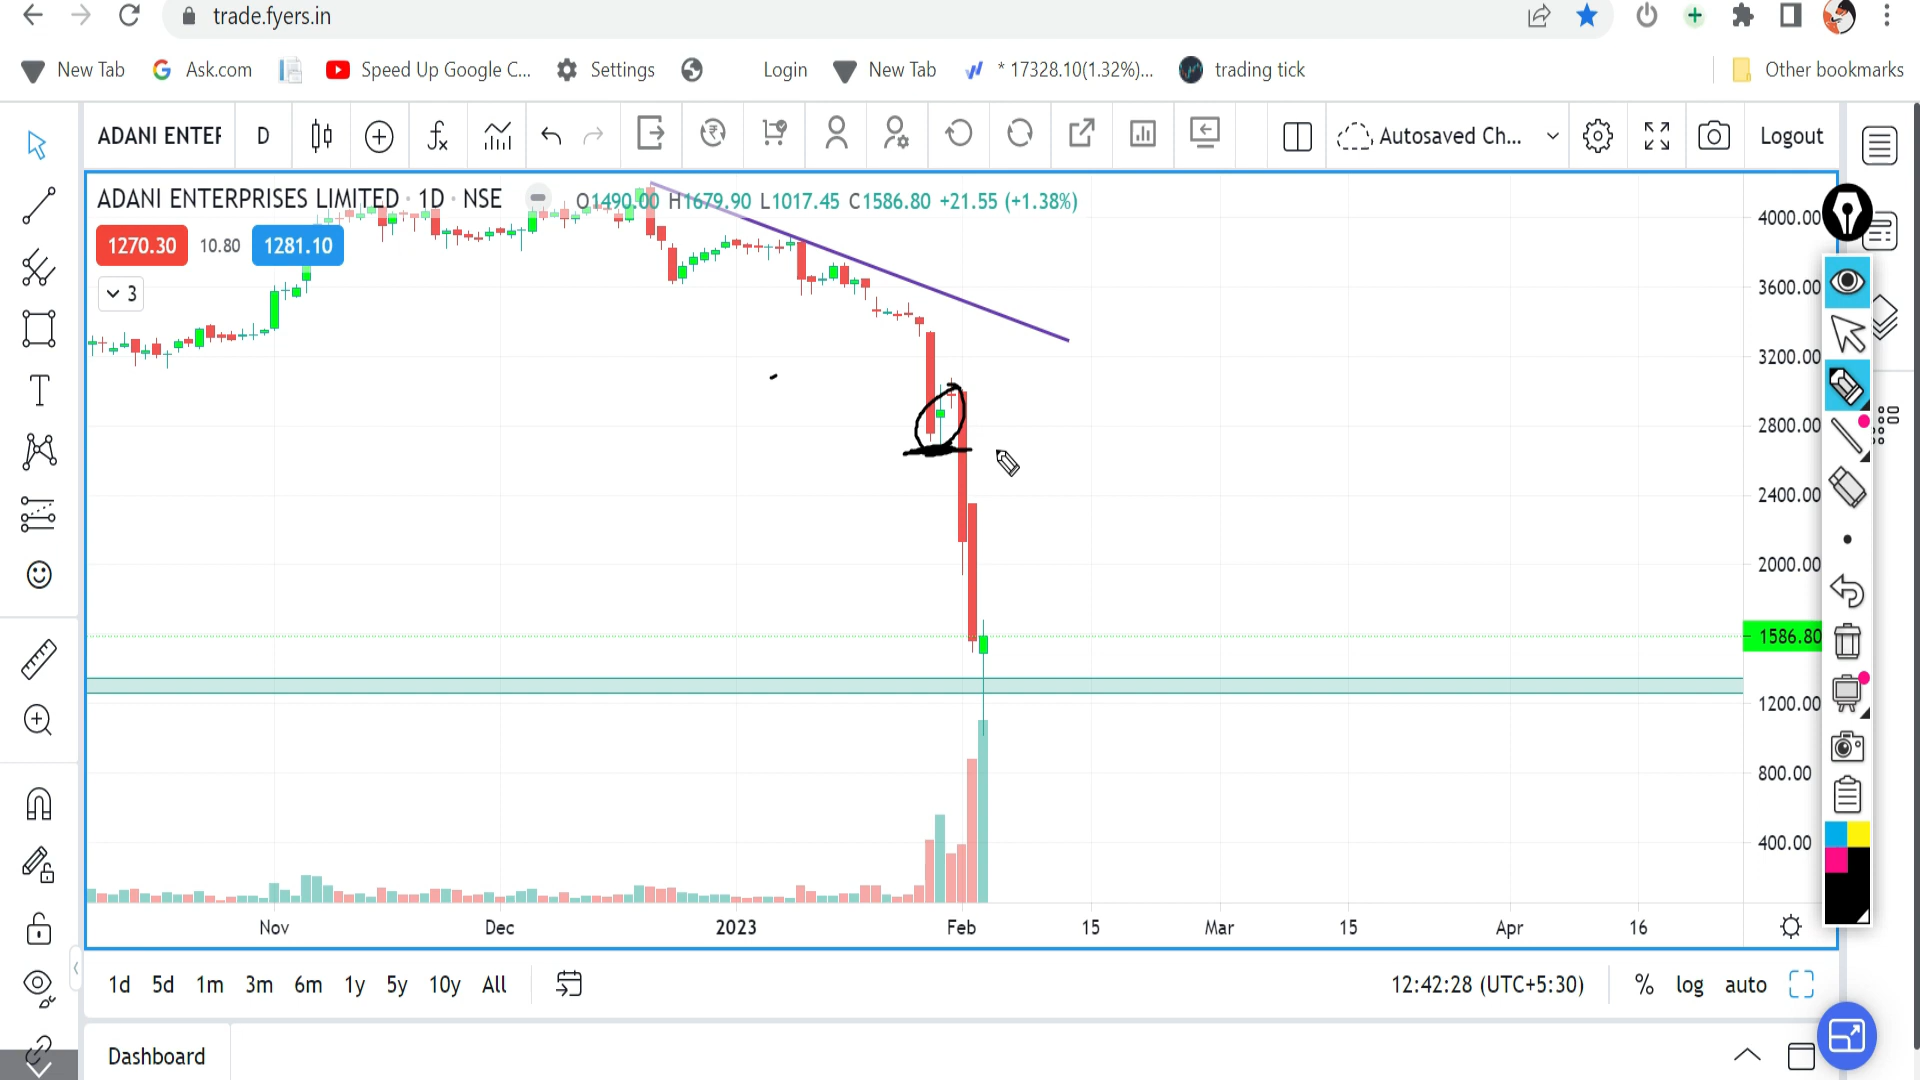 trade.fyers.in
New Tab Ask.com Speed Up Google C... Settings Login New Tab * 17328.10(1.32%)... trading tick Other bookmarks
ADANI ENTER D Autosaved Ch... Logout
ADANI ENTERPRISES LIMITED · 1D · NSE O1490.00 H1679.90 L1017.45 C1586.80 +21.55 (+1.38%)
1270.30 10.80 1281.10
3
4000.00
3600.00
3200.00
2800.00
2400.00
2000.00
1586.80
1200.00
800.00
400.00
Nov Dec 2023 Feb 15 Mar 15 Apr 16
1d 5d 1m 3m 6m 1y 5y 10y All 12:42:28 (UTC+5:30) % log auto
Dashboard